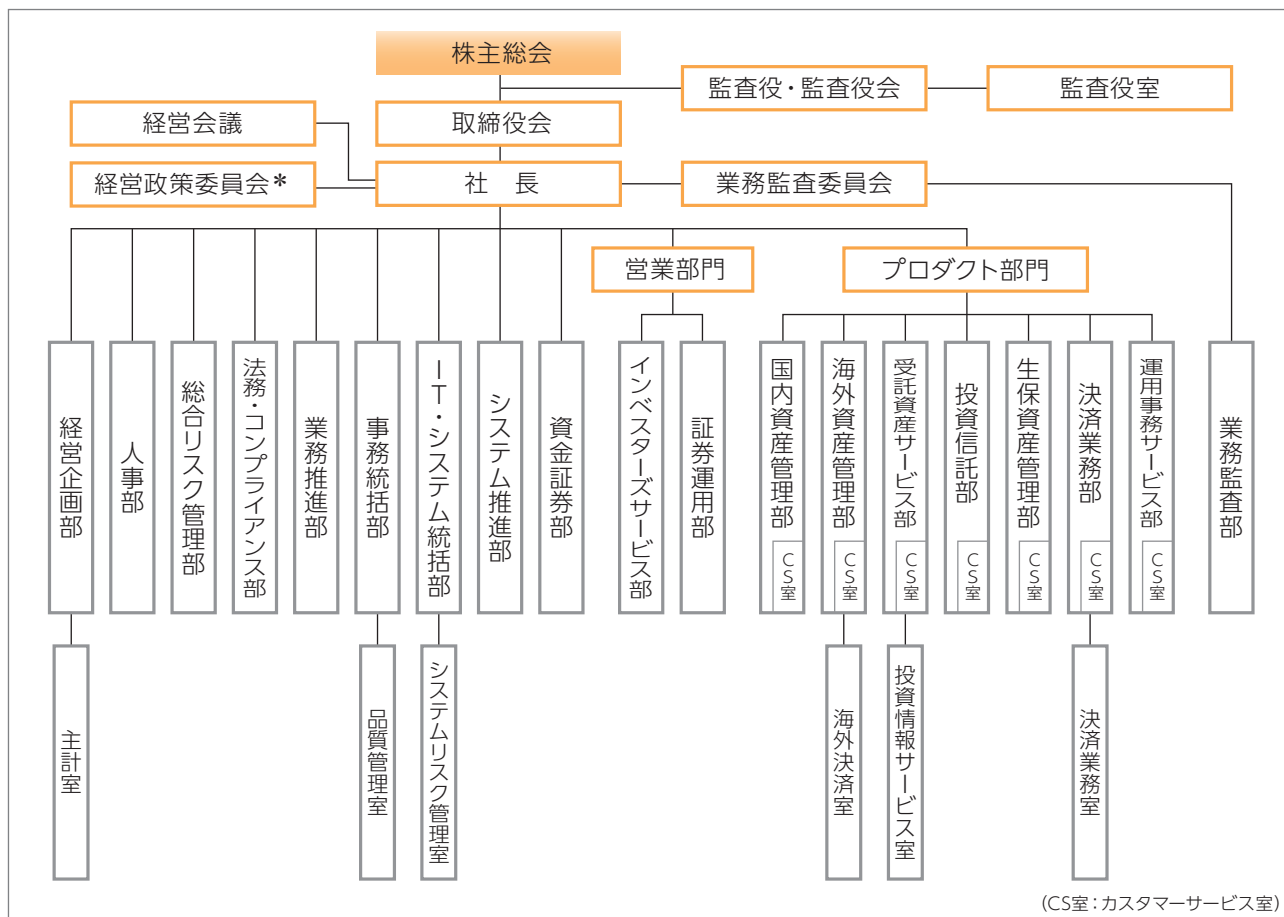 株主総会
監査役・監査役会
監査役室
経営会議
取締役会
経営政策委員会*
社　長
業務監査委員会
営業部門
プロダクト部門
経営企画部
人事部
総合リスク管理部
法務・コンプライアンス部
業務推進部
事務統括部
IT・システム統括部
システム推進部
資金証券部
インベスターズサービス部
証券運用部
国内資産管理部
CS室
海外資産管理部
CS室
受託資産サービス部
CS室
投資信託部
CS室
生保資産管理部
CS室
決済業務部
CS室
運用事務サービス部
CS室
業務監査部
主計室
品質管理室
システムリスク管理室
海外決済室
投資情報サービス室
決済業務室
(CS室：カスタマーサービス室)